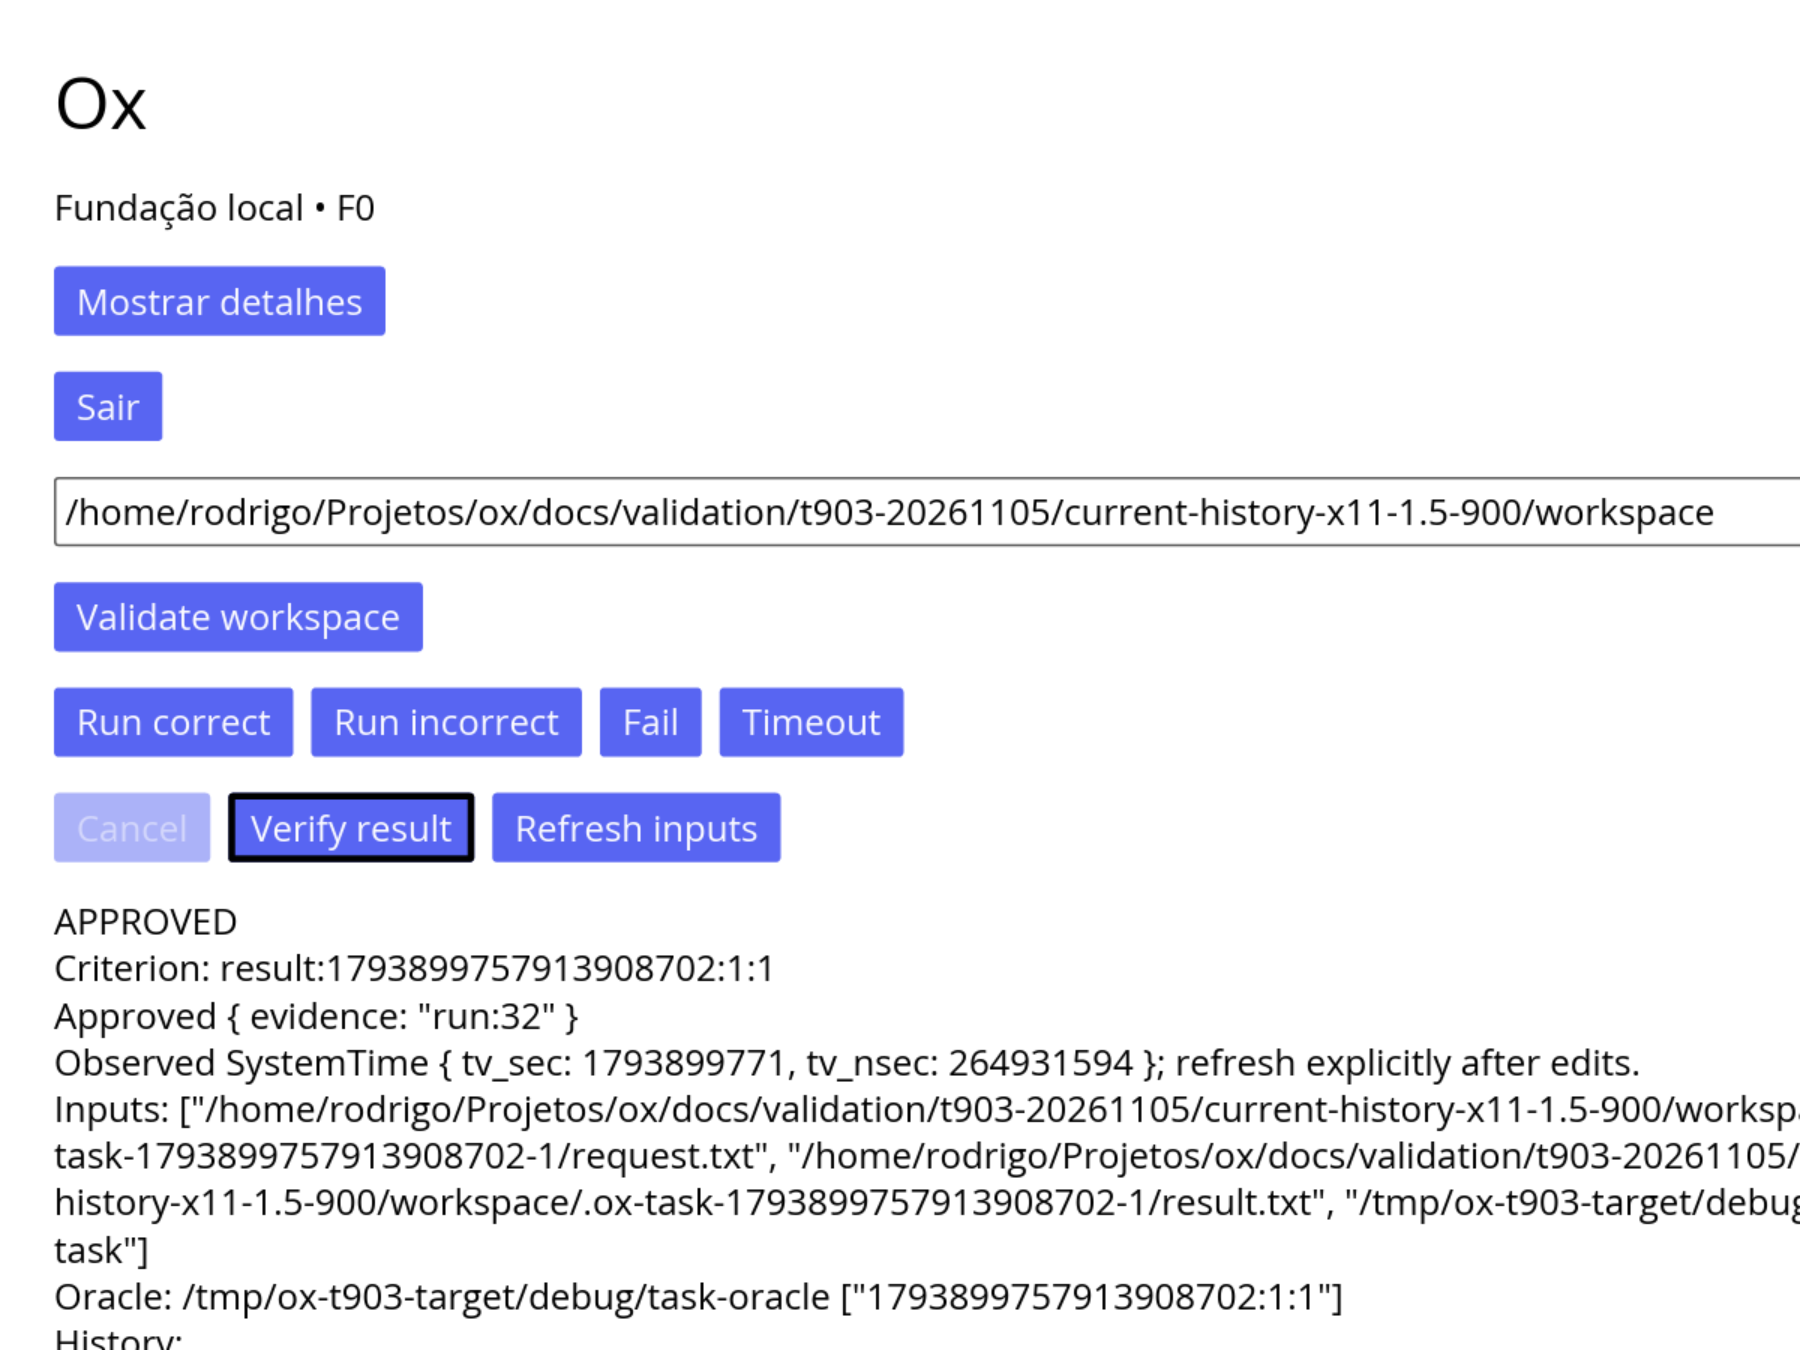 Ox
Fundação local • F0
Mostrar detalhes
Sair
/home/rodrigo/Projetos/ox/docs/validation/t903-20261105/current-history-x11-1.5-900/workspace
Validate workspace
Run correct Run incorrect Fail Timeout
Cancel Verify result Refresh inputs
APPROVED
Criterion: result:1793899757913908702:1:1
Approved { evidence: "run:32" }
Observed SystemTime { tv_sec: 1793899771, tv_nsec: 264931594 }; refresh explicitly after edits.
Inputs: ["/home/rodrigo/Projetos/ox/docs/validation/t903-20261105/current-history-x11-1.5-900/workspa
task-1793899757913908702-1/request.txt", "/home/rodrigo/Projetos/ox/docs/validation/t903-20261105/
history-x11-1.5-900/workspace/.ox-task-1793899757913908702-1/result.txt", "/tmp/ox-t903-target/debug
task"]
Oracle: /tmp/ox-t903-target/debug/task-oracle ["1793899757913908702:1:1"]
History: